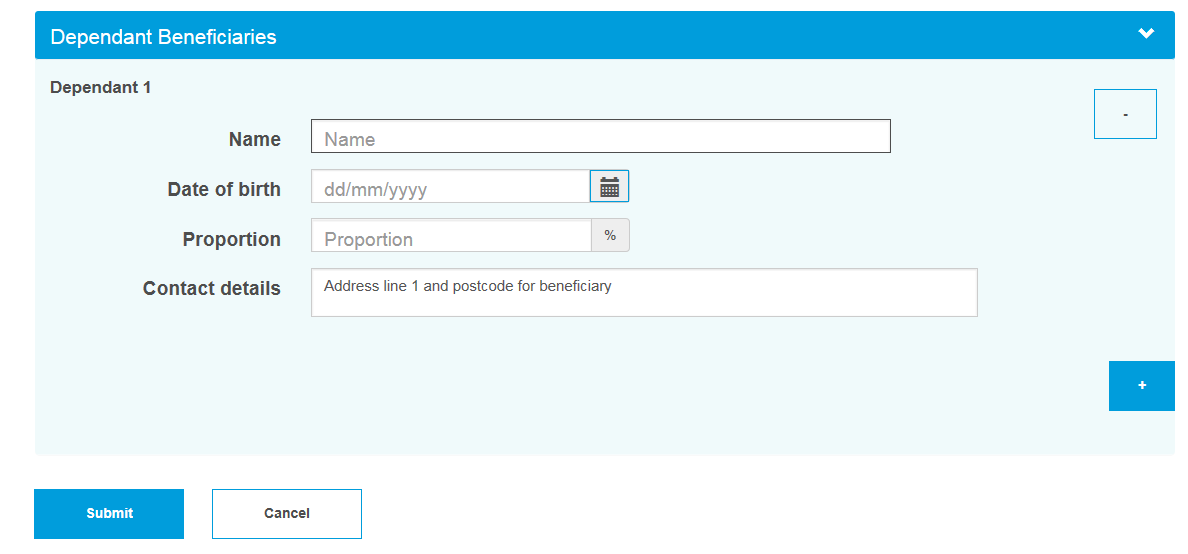 Dependant Beneficiaries
Dependant 1
-
Name Name
Date of birth dd/mm/yyyy
Proportion Proportion %
Contact details Address line 1 and postcode for beneficiary
+
Submit Cancel